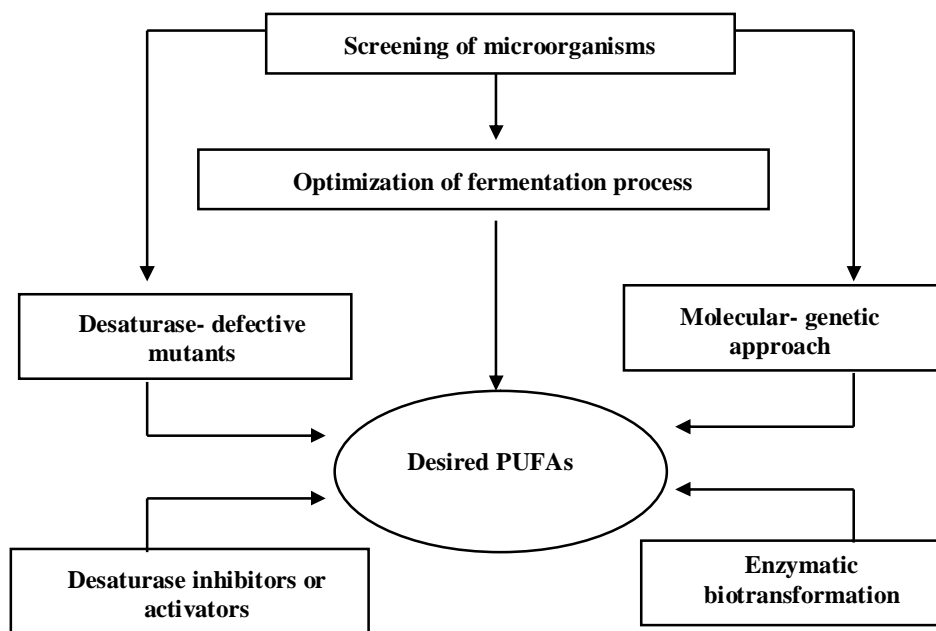 Screening of microorganisms
Optimization of fermentation process
Desaturase- defective
mutants
Molecular- genetic
approach
Desired PUFAs
Desaturase inhibitors or
activators
Enzymatic
biotransformation